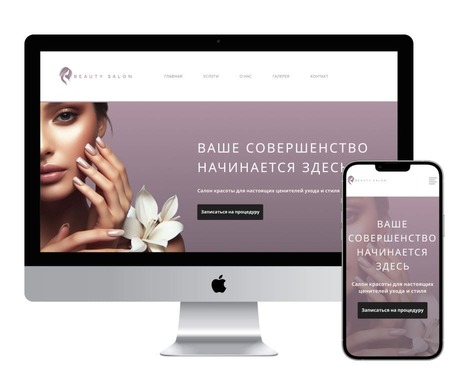 BEAUTY SALON
ГЛАВНАЯ УСЛУГИ О НАС ГАЛЕРЕЯ КОНТАКТ
ВАШЕ СОВЕРШЕНСТВО
НАЧИНАЕТСЯ ЗДЕСЬ
Салон красоты для настоящих ценителей ухода и стиля
Записаться на процедуру
BEAUTY SALON
ВАШЕ
СОВЕРШЕНСТВО
НАЧИНАЕТСЯ
ЗДЕСЬ
Салон красоты для настоящих
ценителей ухода и стиля
Записаться на процедуру